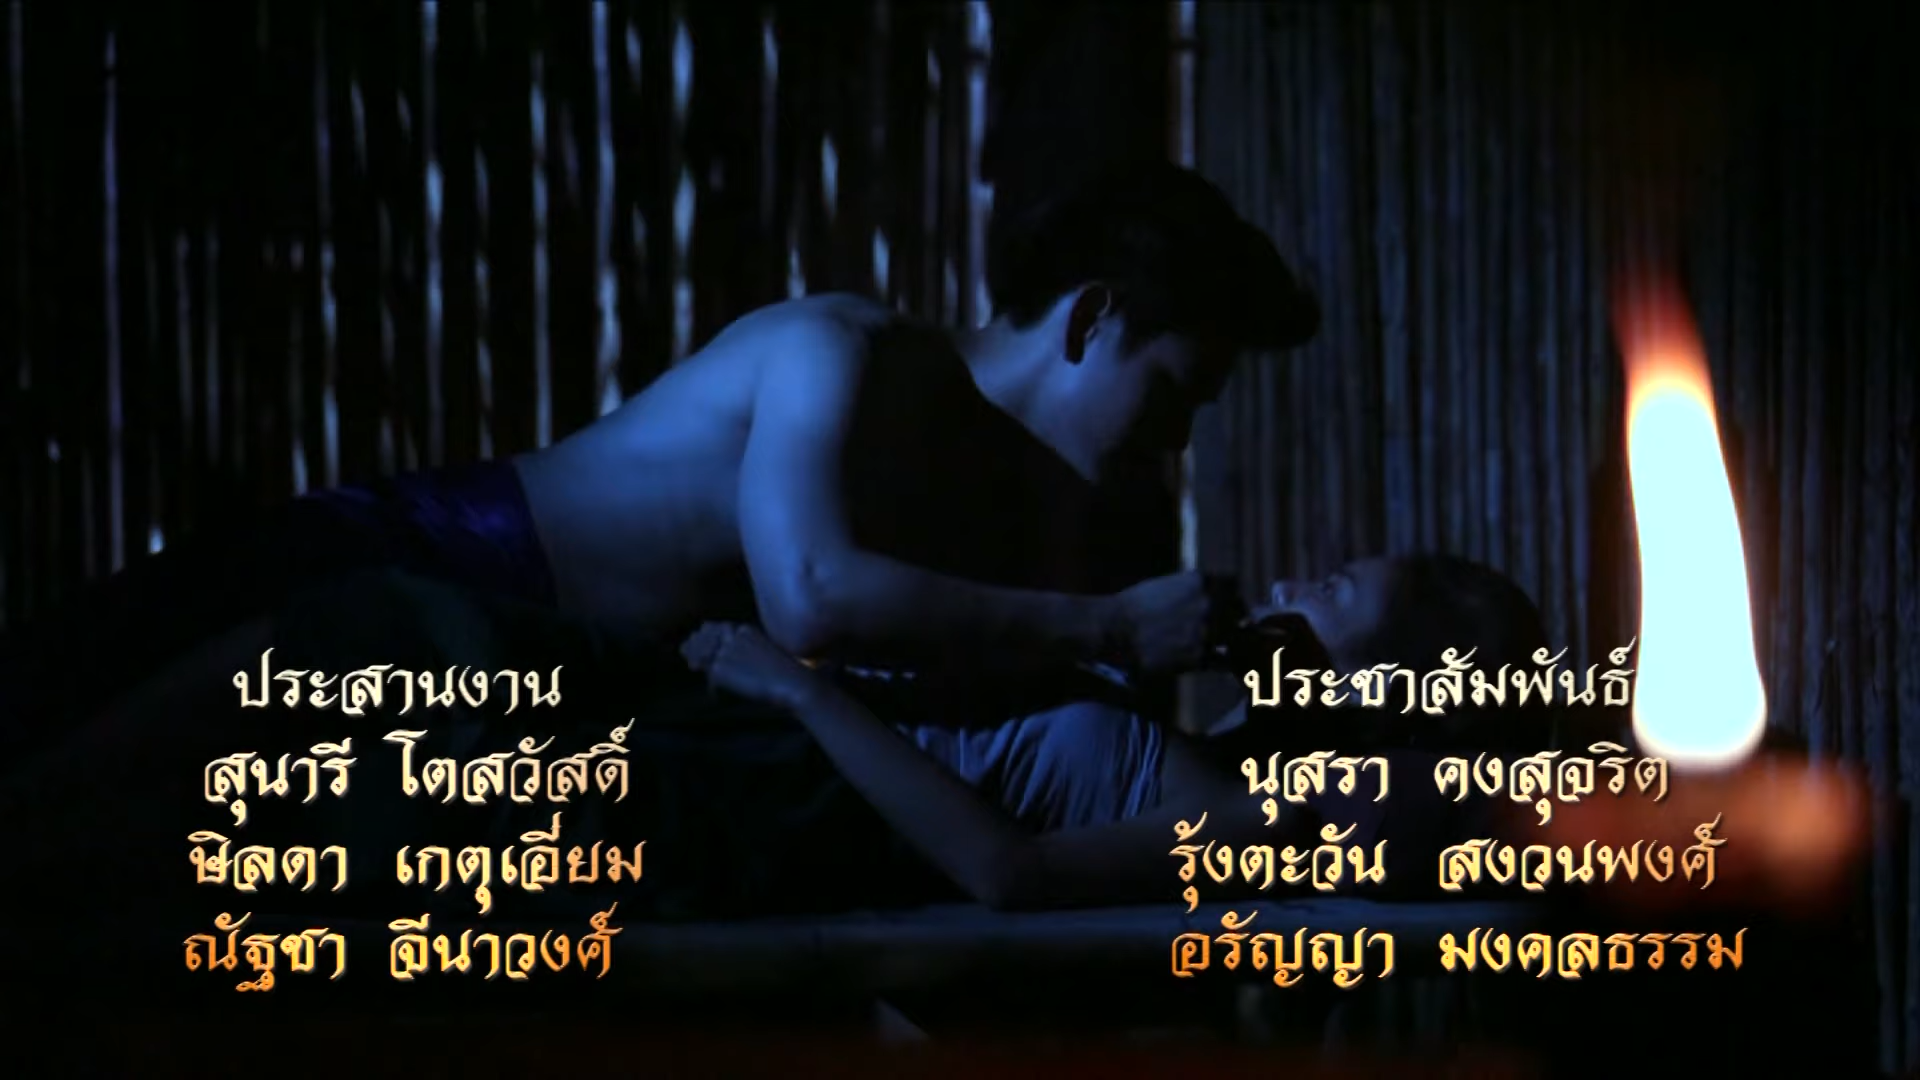 ประสานงาน
สุนารี โตสวัสดิ์
ษิลดา เกตุเอี่ยม
ณัฐชา จีนาวงศ์
ประชาสัมพันธ์
นุสรา คงสุจริต
รุ้งตะวัน สงวนพงศ์
อรัญญา มงคลธรรม